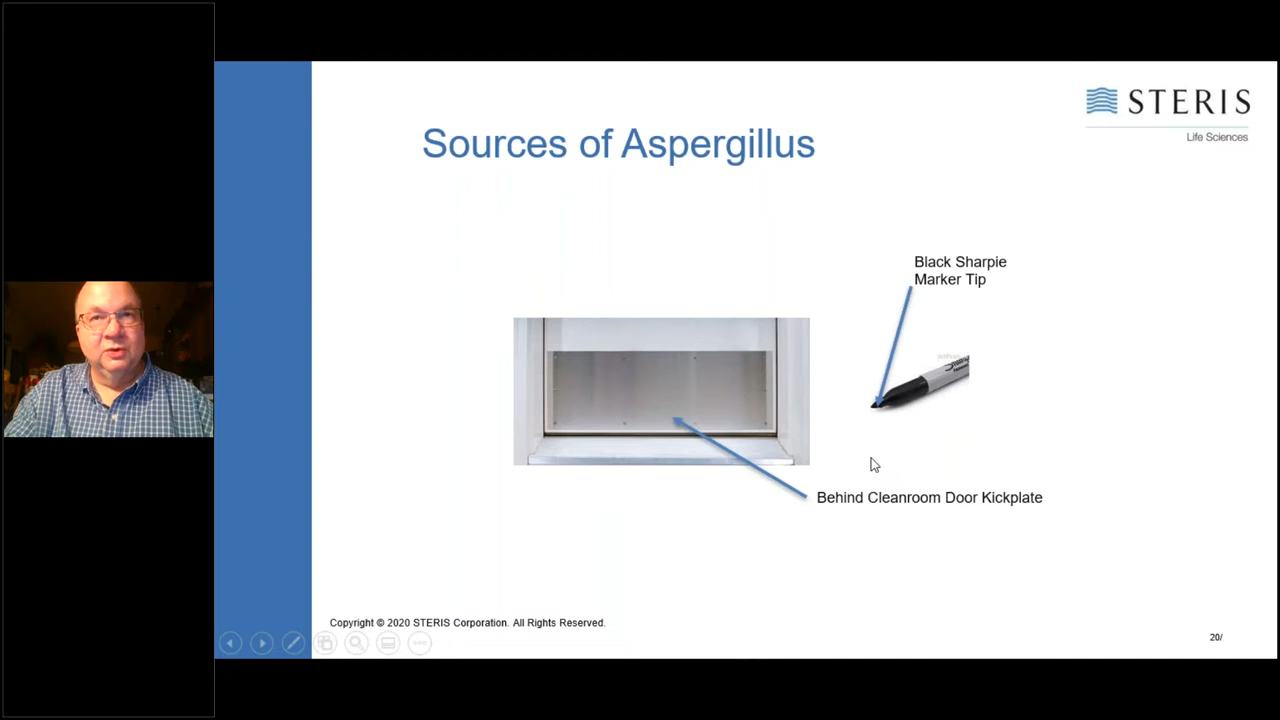 STERIS
Life Sciences
Sources of Aspergillus
Black Sharpie
Marker Tip
Behind Cleanroom Door Kickplate
Copyright © 2020 STERIS Corporation. All Rights Reserved.
20/